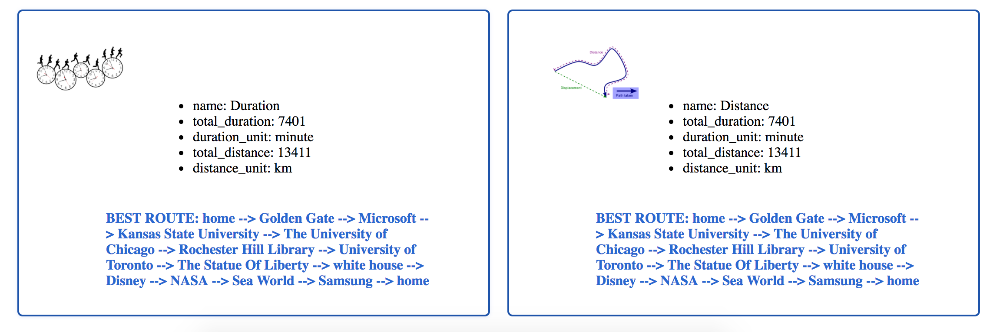 name: Duration
total_duration: 7401
duration_unit: minute
total_distance: 13411
distance_unit: km
BEST ROUTE: home --> Golden Gate --> Microsoft --
> Kansas State University --> The University of
Chicago --> Rochester Hill Library --> University of
Toronto --> The Statue Of Liberty --> white house -->
Disney --> NASA --> Sea World --> Samsung --> home
Distance
Displacement
Path taken
name: Distance
total_duration: 7401
duration_unit: minute
total_distance: 13411
distance_unit: km
BEST ROUTE: home --> Golden Gate --> Microsoft --
> Kansas State University --> The University of
Chicago --> Rochester Hill Library --> University of
Toronto --> The Statue Of Liberty --> white house -->
Disney --> NASA --> Sea World --> Samsung --> home